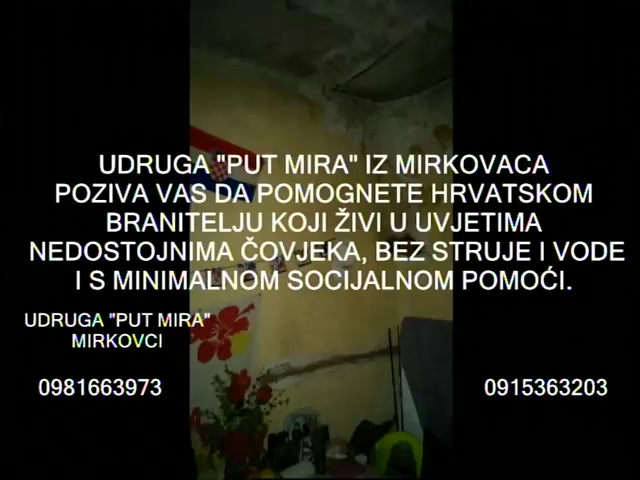 UDRUGA "PUT MIRA" IZ MIRKOVACA
POZIVA VAS DA POMOGNETE HRVATSKOM
BRANITELJU KOJI ŽIVI U UVJETIMA
NEDOSTOJNIMA ČOVJEKA, BEZ STRUJE I VODE
I S MINIMALNOM SOCIJALNOM POMOĆI.
UDRUGA "PUT MIRA"
MIRKOVCI
0981663973
0915363203